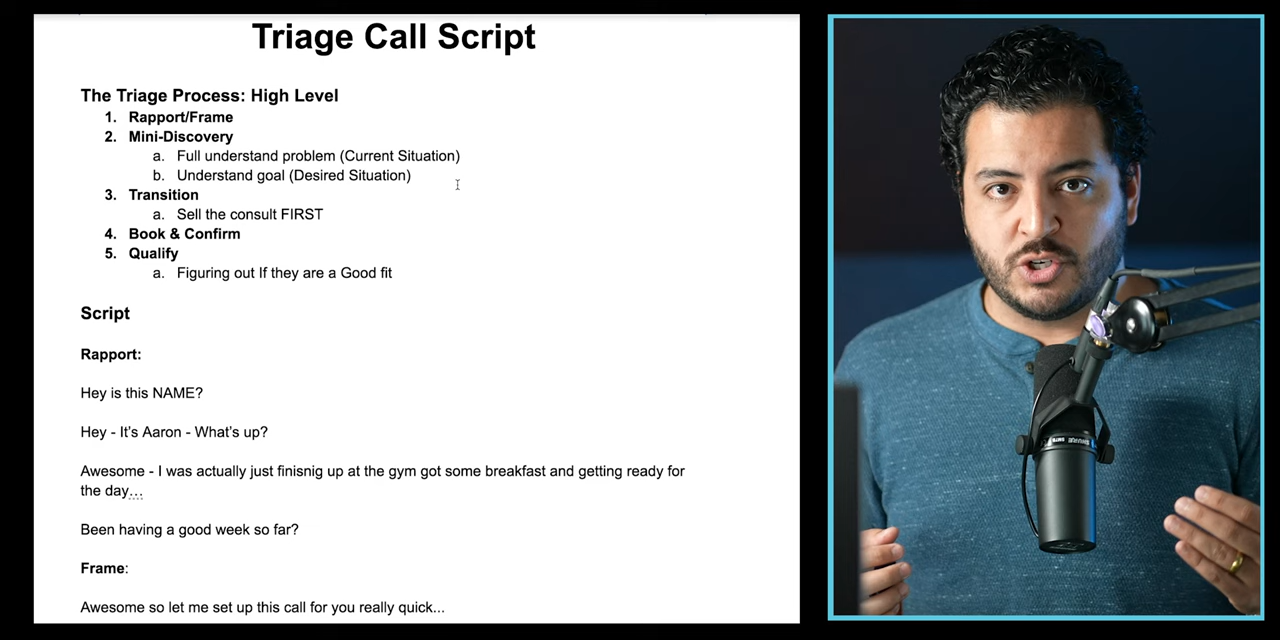 Triage Call Script
The Triage Process: High Level
1. Rapport/Frame
2. Mini-Discovery
a. Full understand problem (Current Situation)
b. Understand goal (Desired Situation)
3. Transition
a. Sell the consult FIRST
4. Book & Confirm
5. Qualify
a. Figuring out If they are a Good fit
Script
Rapport:
Hey is this NAME?
Hey - It's Aaron - What's up?
Awesome - I was actually just finisnig up at the gym got some breakfast and getting ready for
the day…
Been having a good week so far?
Frame:
Awesome so let me set up this call for you really quick...
SHURE SM7B